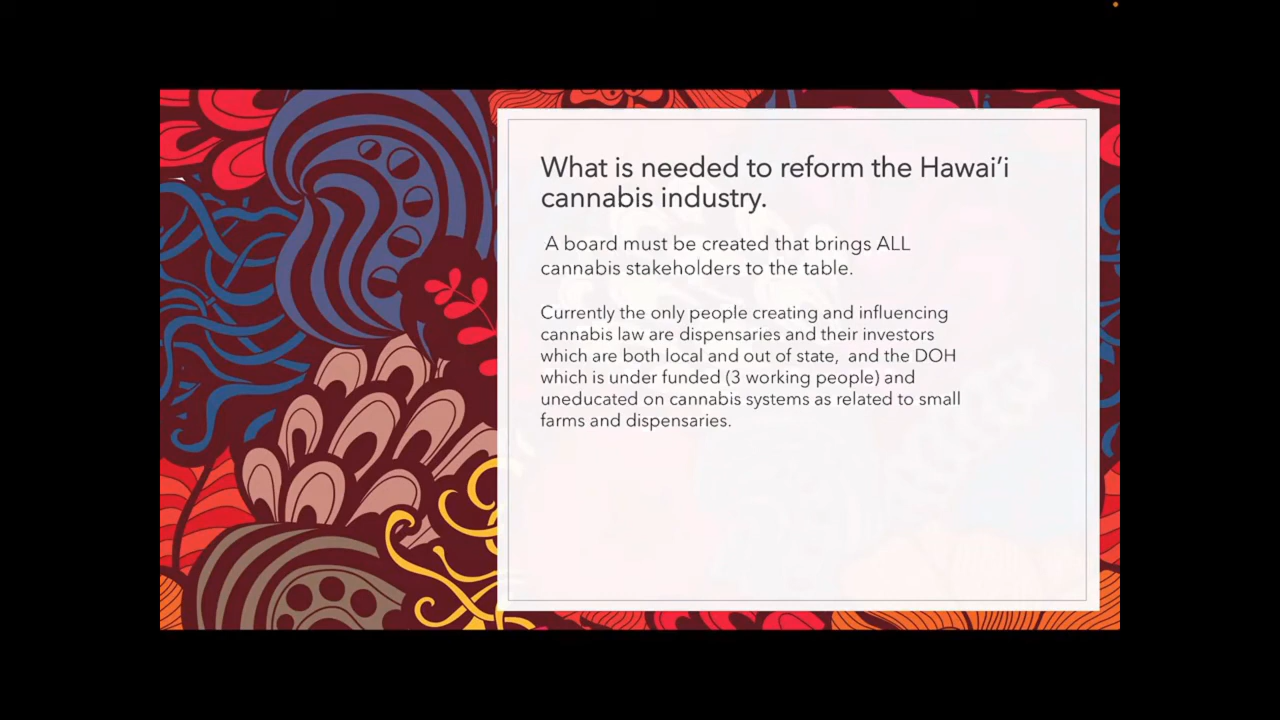 What is needed to reform the Hawai’i
cannabis industry.
A board must be created that brings ALL
cannabis stakeholders to the table.
Currently the only people creating and influencing
cannabis law are dispensaries and their investors
which are both local and out of state,  and the DOH
which is under funded (3 working people) and
uneducated on cannabis systems as related to small
farms and dispensaries.